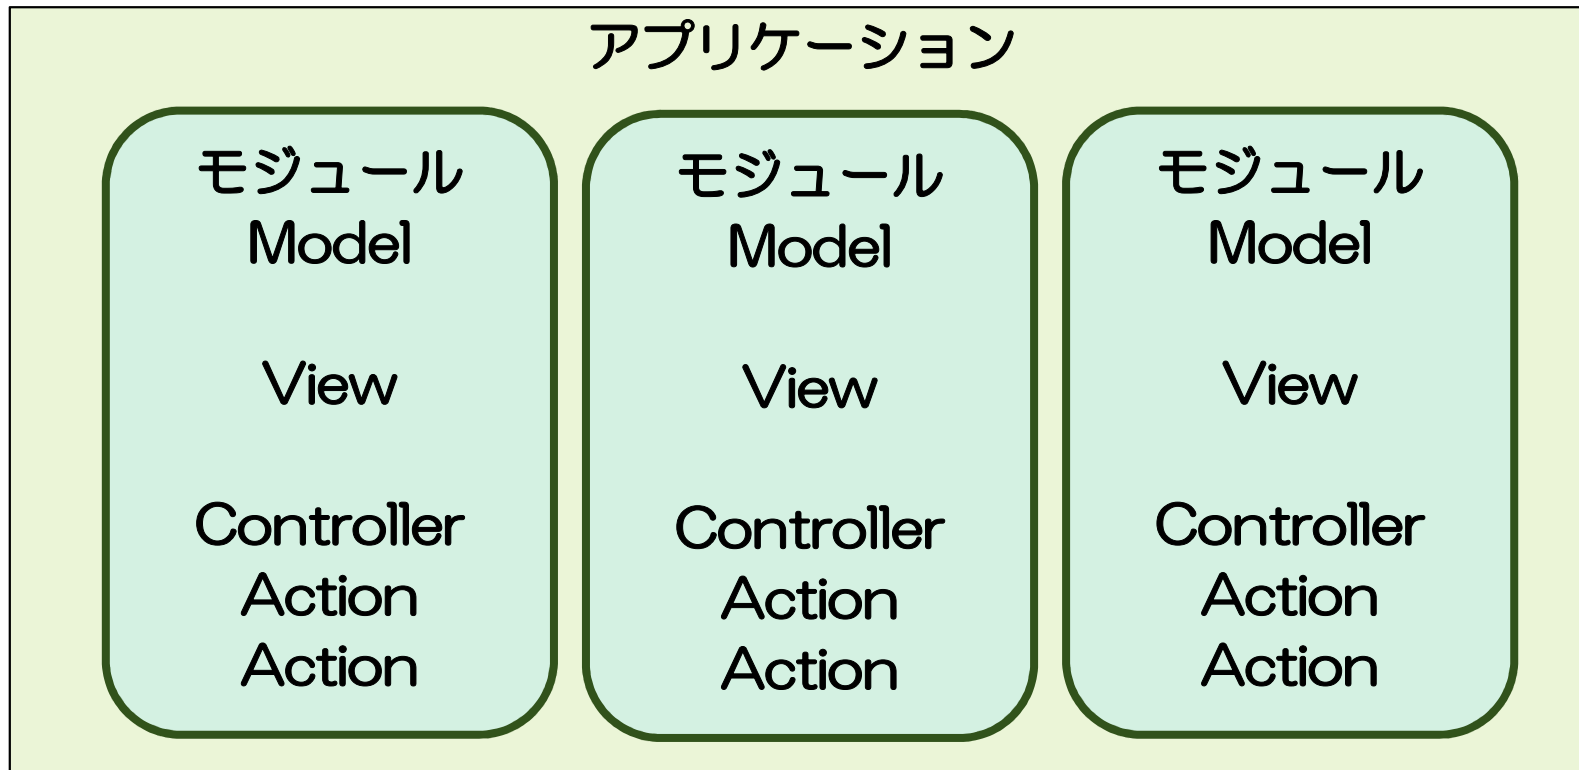 アプリケーション
モジュール
Model
View
Controller
Action
Action
モジュール
Model
View
Controller
Action
Action
モジュール
Model
View
Controller
Action
Action